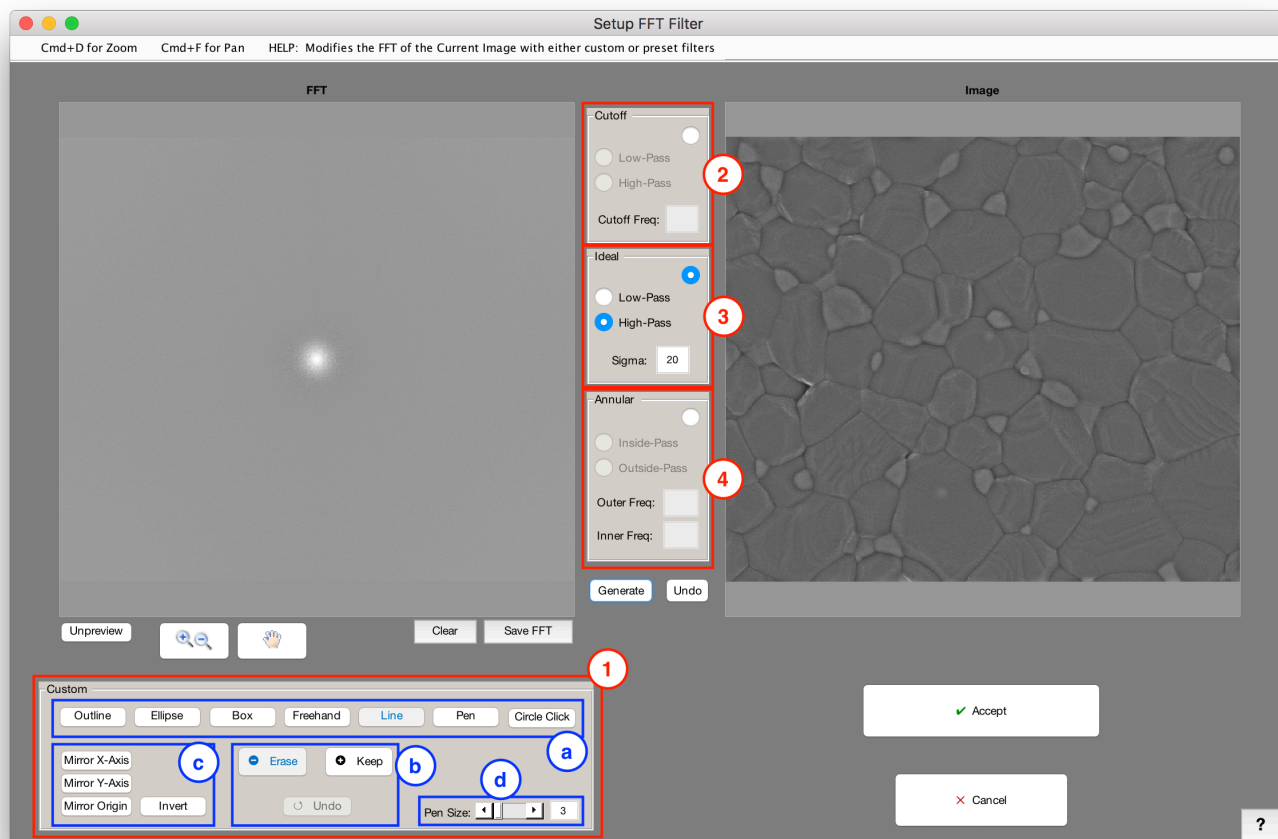 Setup FFT Filter
Cmd+D for Zoom Cmd+F for Pan HELP: Modifies the FFT of the Current Image with either custom or preset filters
FFT
Image
Cutoff
Low-Pass
High-Pass
Cutoff Freq:
2
Ideal
Low-Pass
High-Pass
Sigma: 20
3
Annular
Inside-Pass
Outside-Pass
Outer Freq:
Inner Freq:
4
Generate Undo
Unpreview
Clear Save FFT
1
Custom
Outline Ellipse Box Freehand Line Pen Circle Click
a
Mirror X-Axis
Mirror Y-Axis
Mirror Origin Invert
c
Erase Keep
Undo
b
d
Pen Size: 3
Accept
Cancel
?